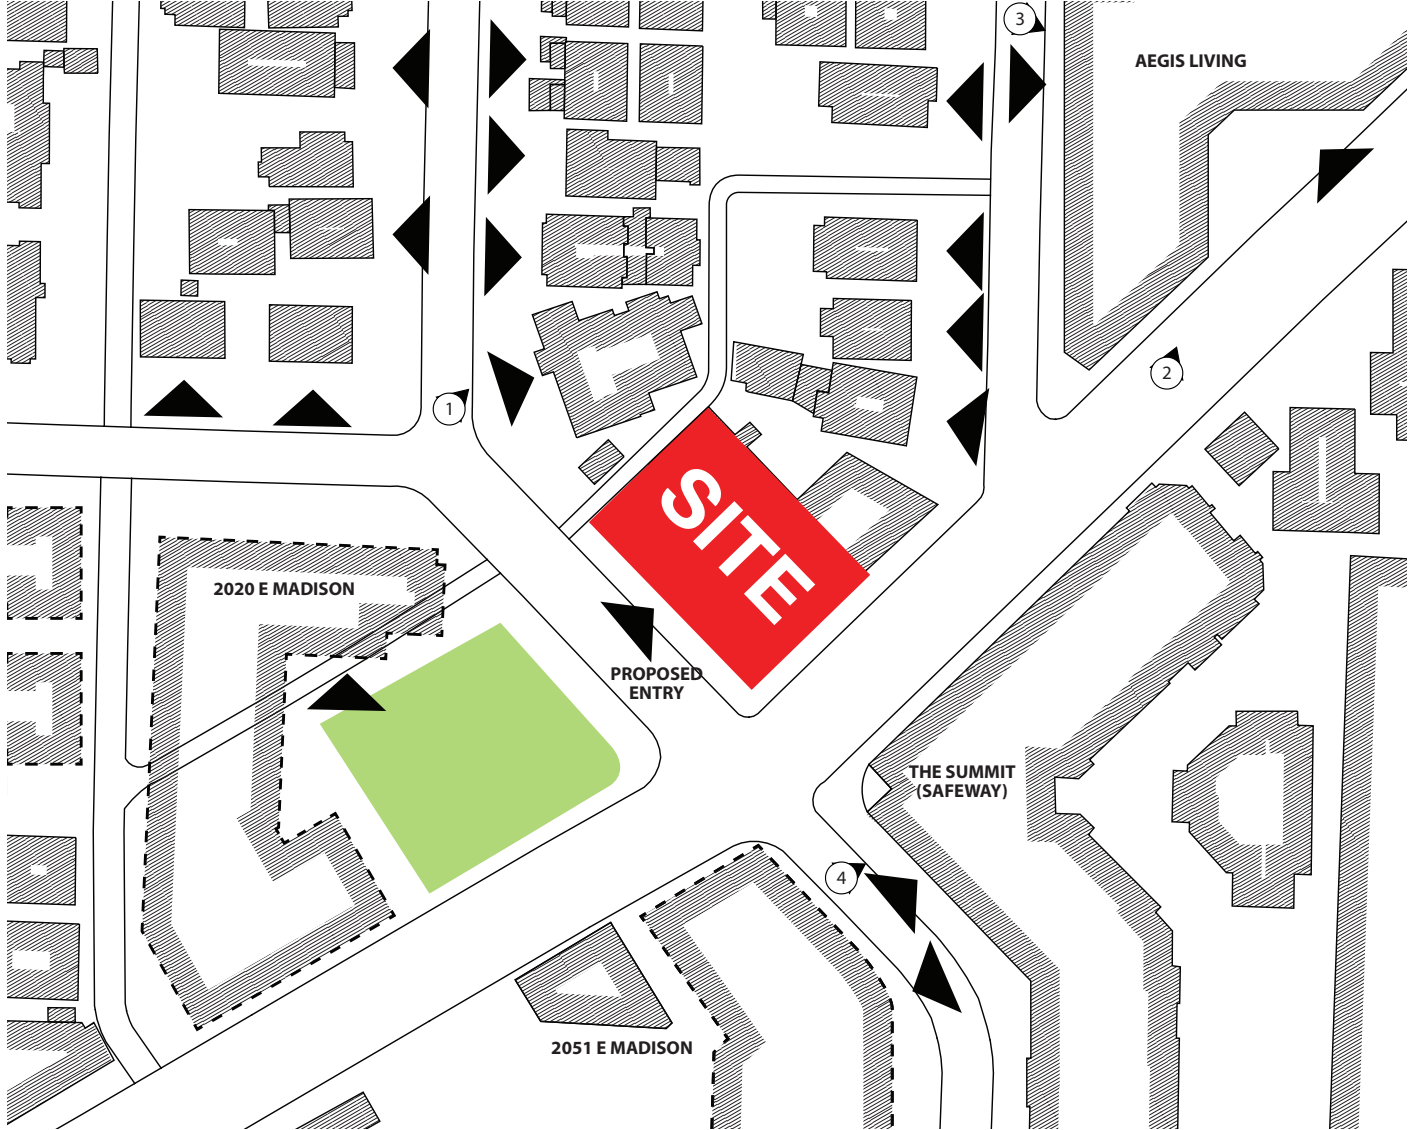 3
AEGIS LIVING
2
1
SITE
2020 E MADISON
PROPOSED
ENTRY
THE SUMMIT
(SAFEWAY)
4
2051 E MADISON